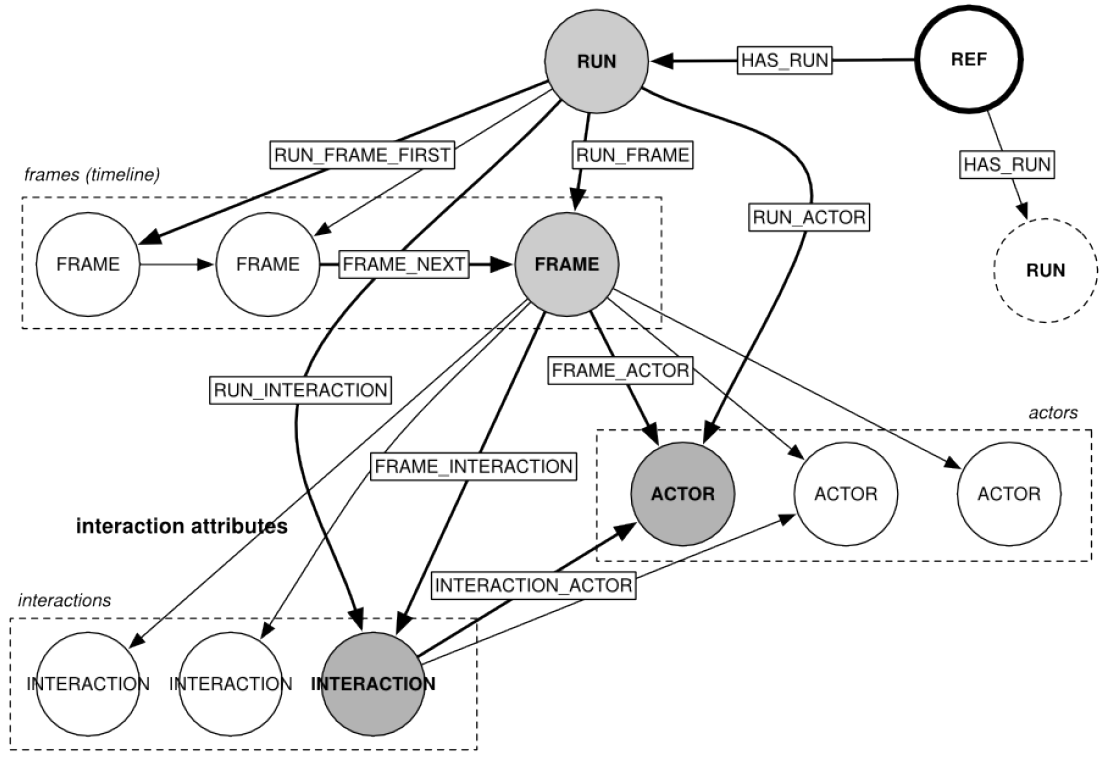 RUN
HAS_RUN
REF
RUN_FRAME_FIRST
RUN_FRAME
HAS_RUN
frames (timeline)
RUN_ACTOR
FRAME
FRAME
FRAME_NEXT
FRAME
RUN
RUN_INTERACTION
FRAME_ACTOR
actors
FRAME_INTERACTION
ACTOR
ACTOR
ACTOR
interaction attributes
INTERACTION_ACTOR
interactions
INTERACTION
INTERACTION
INTERACTION